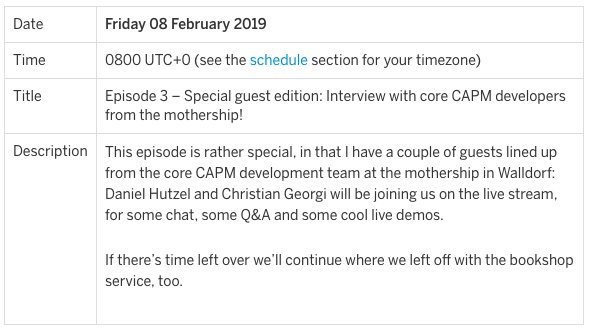 Date Friday 08 February 2019
Time 0800 UTC+0 (see the schedule section for your timezone)
Title Episode 3 – Special guest edition: Interview with core CAPM developers
from the mothership!
Description This episode is rather special, in that I have a couple of guests lined up
from the core CAPM development team at the mothership in Walldorf:
Daniel Hutzel and Christian Georgi will be joining us on the live stream,
for some chat, some Q&A and some cool live demos.
If there’s time left over we’ll continue where we left off with the bookshop
service, too.